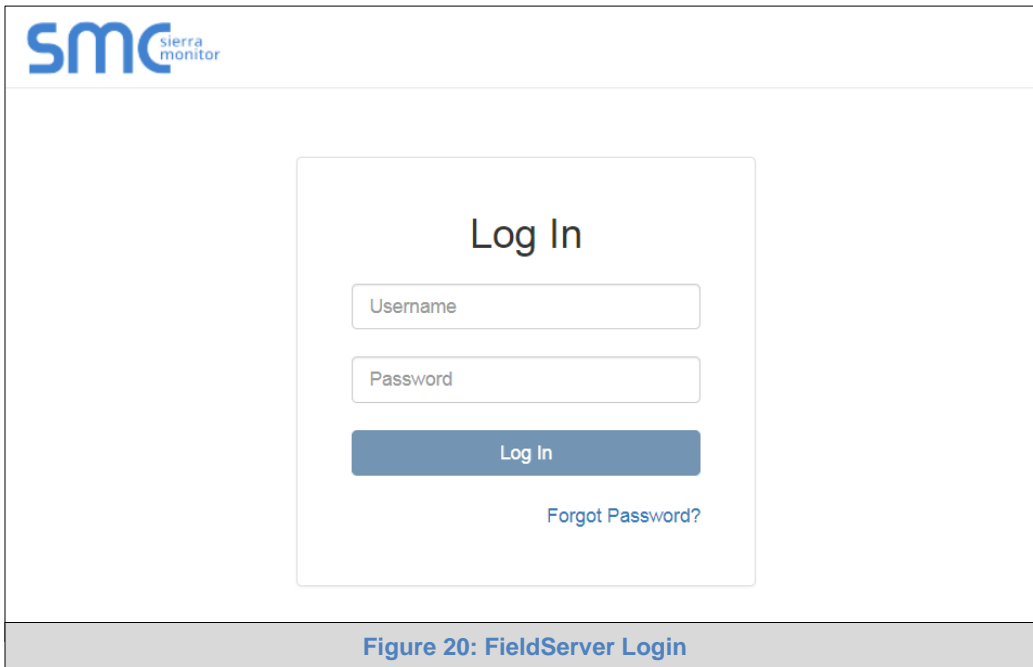 SMC sierra
monitor
Log In
Username
Password
Log In
Forgot Password?
Figure 20: FieldServer Login